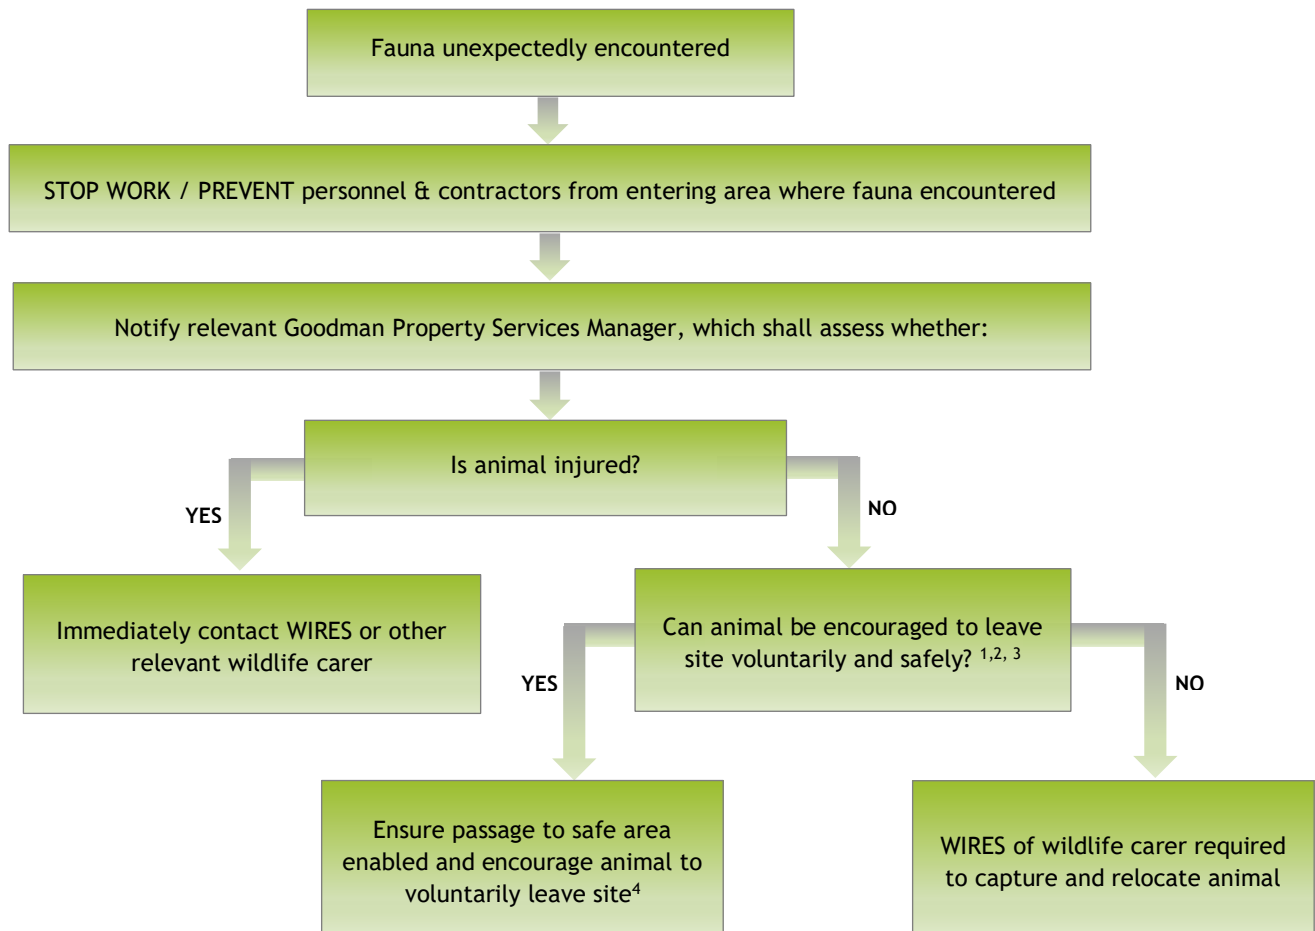 Fauna unexpectedly encountered
STOP WORK / PREVENT personnel & contractors from entering area where fauna encountered
Notify relevant Goodman Property Services Manager, which shall assess whether:
Is animal injured?
YES
NO
Immediately contact WIRES or other
relevant wildlife carer
Can animal be encouraged to leave
site voluntarily and safely? 1,2, 3
YES
NO
Ensure passage to safe area
enabled and encourage animal to
voluntarily leave site4
WIRES of wildlife carer required
to capture and relocate animal